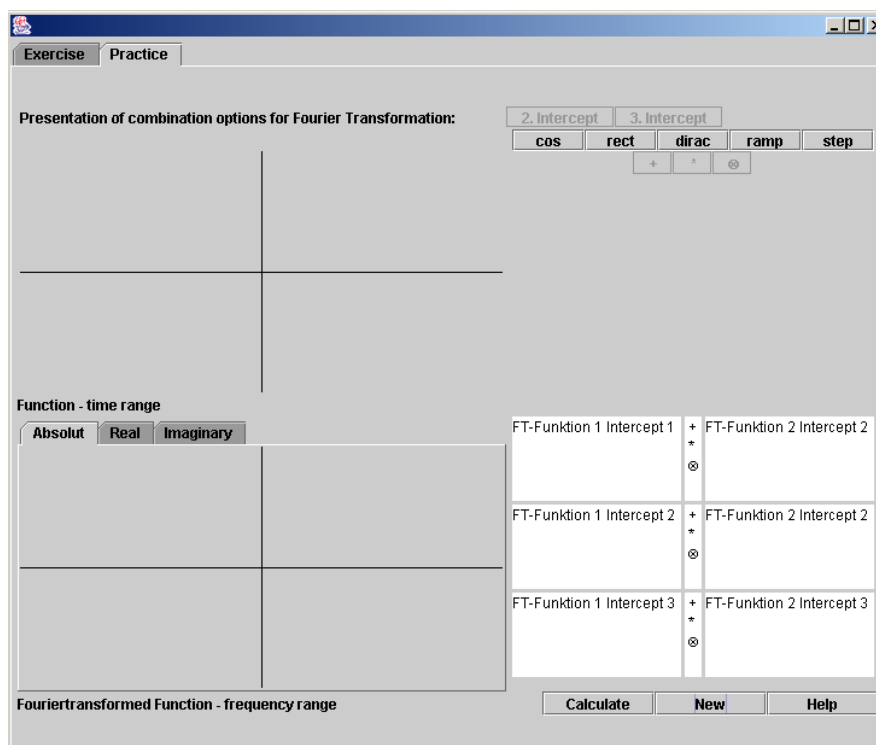 Exercise Practice
Presentation of combination options for Fourier Transformation:
2. Intercept 3. Intercept
cos rect dirac ramp step
+ * ⊗
Function - time range
Absolut Real Imaginary
FT-Funktion 1 Intercept 1 + * ⊗ FT-Funktion 2 Intercept 2
FT-Funktion 1 Intercept 2 + * ⊗ FT-Funktion 2 Intercept 2
FT-Funktion 1 Intercept 3 + * ⊗ FT-Funktion 2 Intercept 3
Fouriertransformed Function - frequency range
Calculate New Help